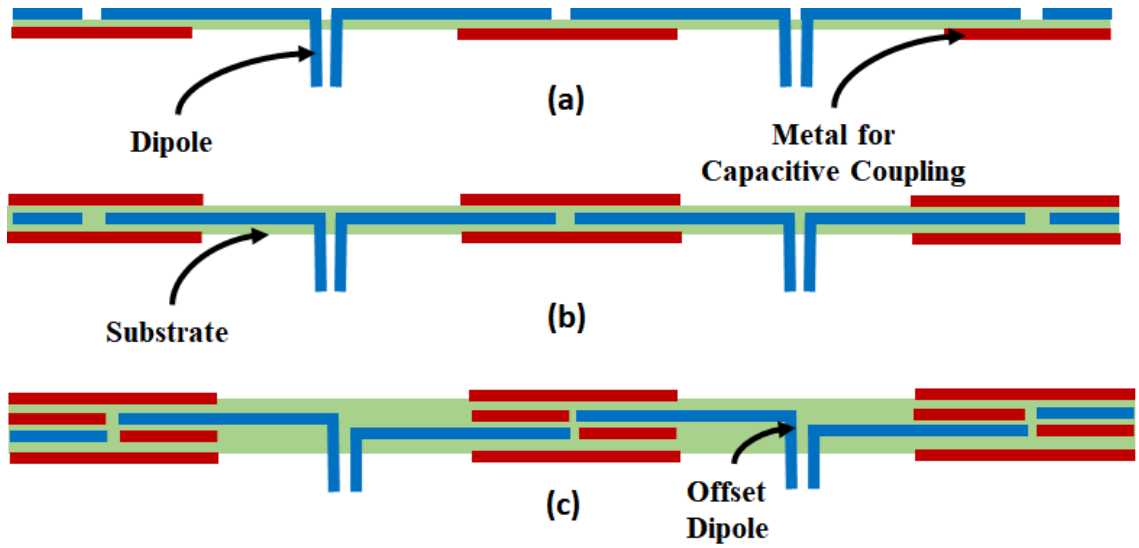 (a)
Dipole
Metal for
Capacitive Coupling
Substrate
(b)
(c)
Offset
Dipole